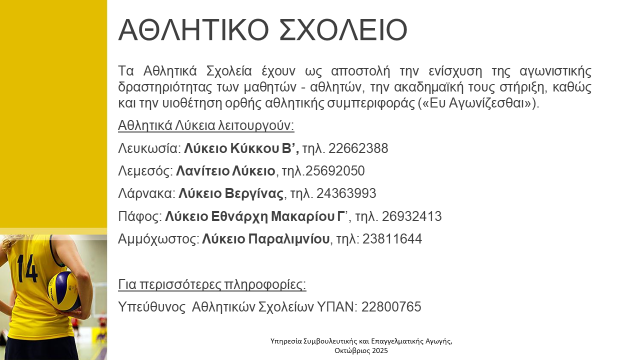 ΑΘΛΗΤΙΚΟ ΣΧΟΛΕΙΟ
Τα Αθλητικά Σχολεία έχουν ως αποστολή την ενίσχυση της αγωνιστικής
δραστηριότητας των μαθητών - αθλητών, την ακαδημαϊκή τους στήριξη, καθώς
και την υιοθέτηση ορθής αθλητικής συμπεριφοράς («Ευ Αγωνίζεσθαι»).
Αθλητικά Λύκεια λειτουργούν:
Λευκωσία: Λύκειο Κύκκου Β’, τηλ. 22662388
Λεμεσός: Λανίτειο Λύκειο, τηλ.25692050
Λάρνακα: Λύκειο Βεργίνας, τηλ. 24363993
Πάφος: Λύκειο Εθνάρχη Μακαρίου Γ’, τηλ. 26932413
Αμμόχωστος: Λύκειο Παραλιμνίου, τηλ: 23811644
Για περισσότερες πληροφορίες:
Υπεύθυνος Αθλητικών Σχολείων ΥΠΑΝ: 22800765
14
Υπηρεσία Συμβουλευτικής και Επαγγελματικής Αγωγής,
Οκτώβριος 2025